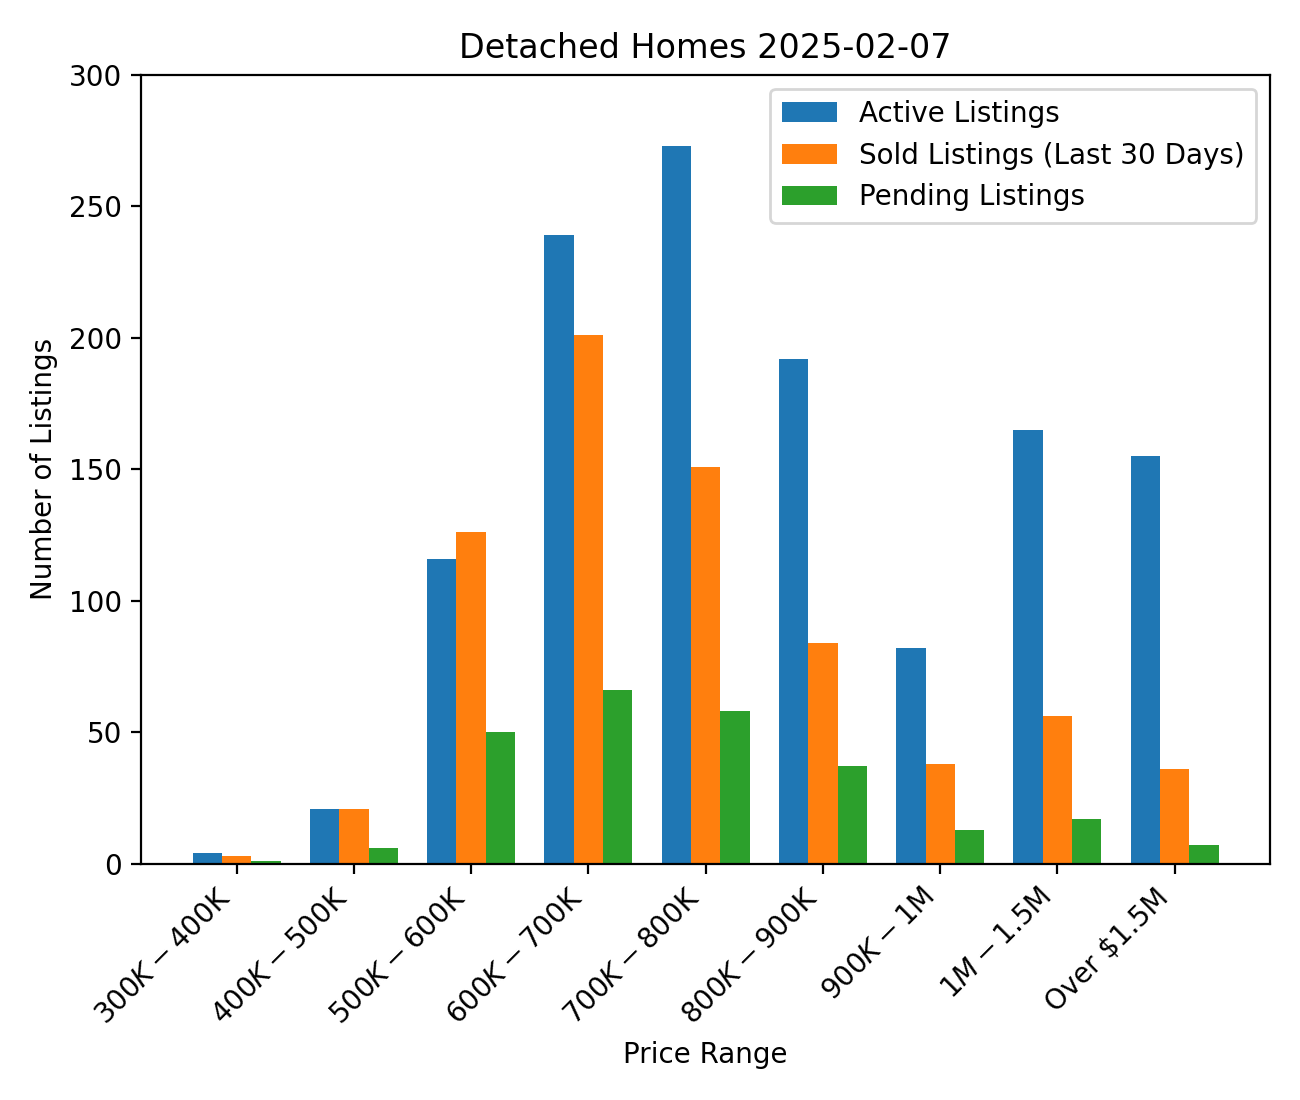 Detached Homes 2025-02-07
300
250
200
150
100
50
0
Number of Listings
Active Listings
Sold Listings (Last 30 Days)
Pending Listings
300K − 400K
400K − 500K
500K − 600K
600K − 700K
700K − 800K
800K − 900K
900K − 1M
1M − 1.5M
Over $1.5M
Price Range